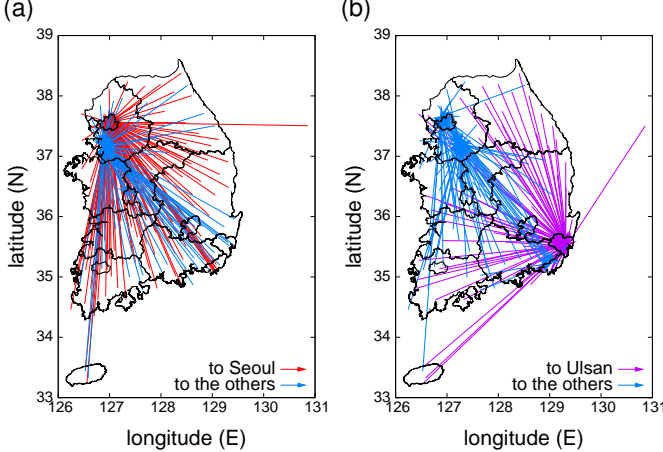 (a)
39
38
37
36
35
34
33
latitude (N)
to Seoul
to the others
126 127 128 129 130 131
longitude (E)
(b)
39
38
37
36
35
34
33
latitude (N)
to Ulsan
to the others
126 127 128 129 130 131
longitude (E)